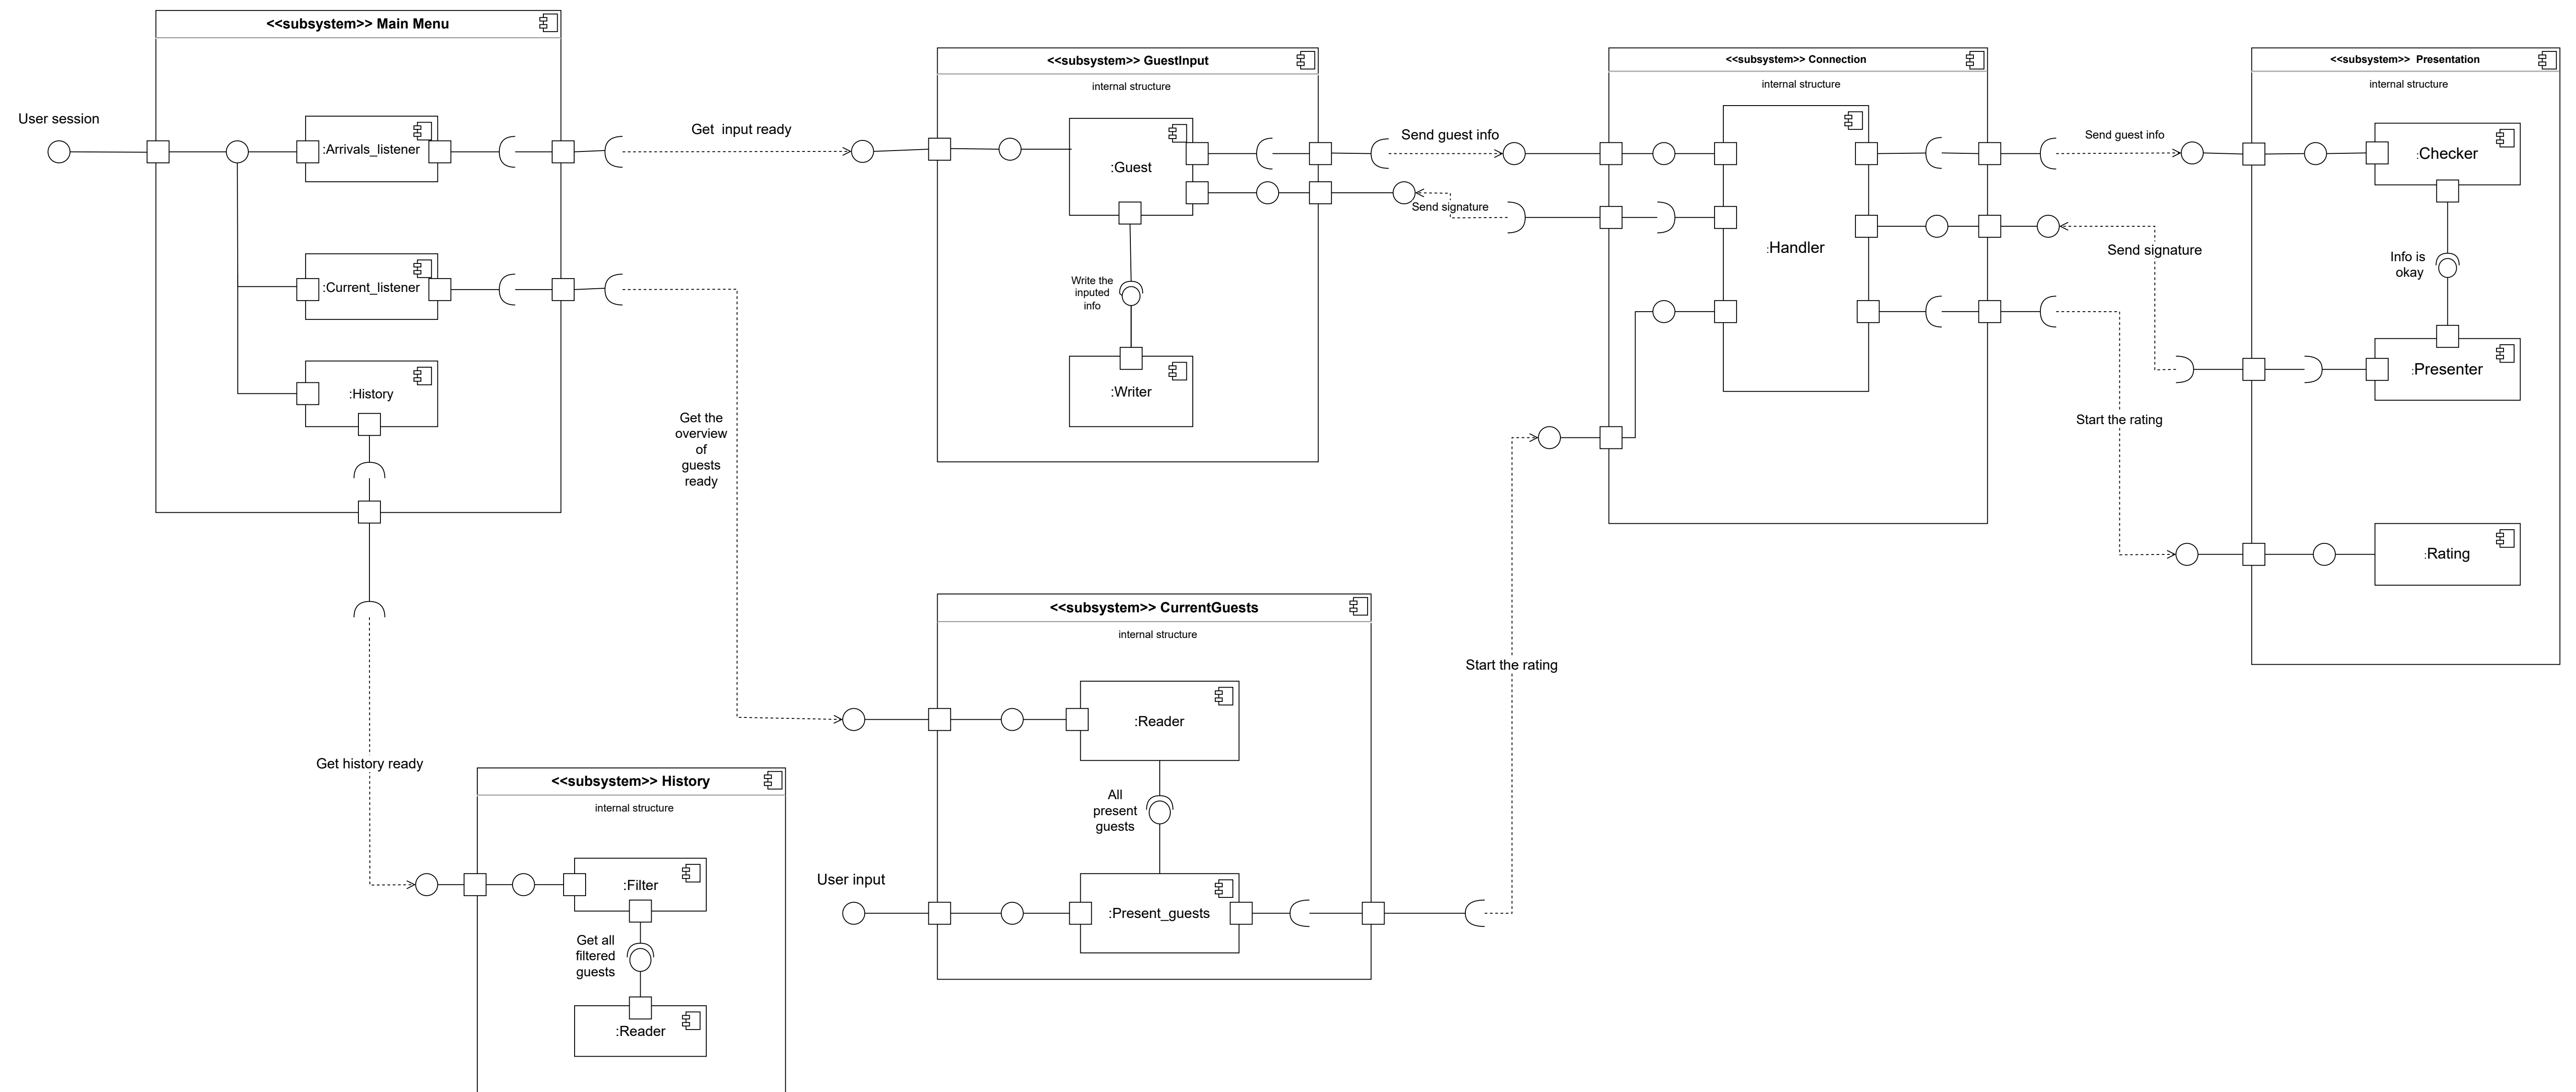 <<subsystem>> Main Menu
User session
:Arrivals_listener
:Current_listener
:History
Get  input ready
<<subsystem>> GuestInput
internal structure
:Guest
Write the
inputed
info
:Writer
Send guest info
Send signature
<<subsystem>> Connection
internal structure
:Handler
Send guest info
Send signature
Start the rating
<<subsystem>>  Presentation
internal structure
:Checker
Info is
okay
:Presenter
:Rating
Get the
overview
of
guests
ready
<<subsystem>> CurrentGuests
internal structure
:Reader
All
present
guests
User input
:Present_guests
Start the rating
Get history ready
<<subsystem>> History
internal structure
:Filter
Get all
filtered
guests
:Reader